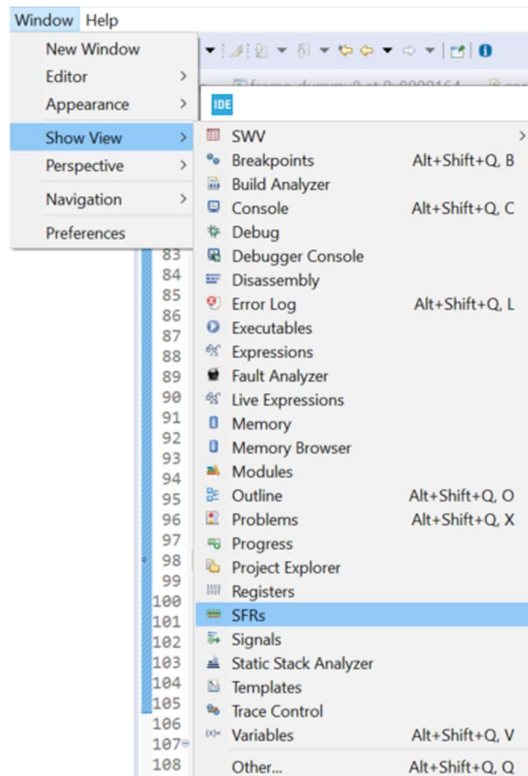 Window Help
New Window
Editor
Appearance
Show View
Perspective
Navigation
Preferences
IDE
SWV
Breakpoints Alt+Shift+Q, B
Build Analyzer
Console Alt+Shift+Q, C
Debug
Debugger Console
Disassembly
Error Log Alt+Shift+Q, L
Executables
Expressions
Fault Analyzer
Live Expressions
Memory
Memory Browser
Modules
Outline Alt+Shift+Q, O
Problems Alt+Shift+Q, X
Progress
Project Explorer
Registers
SFRs
Signals
Static Stack Analyzer
Templates
Trace Control
Variables Alt+Shift+Q, V
Other... Alt+Shift+Q, Q
83
84
85
86
87
88
89
90
91
92
93
94
95
96
97
98
99
100
101
102
103
104
105
106
107
108